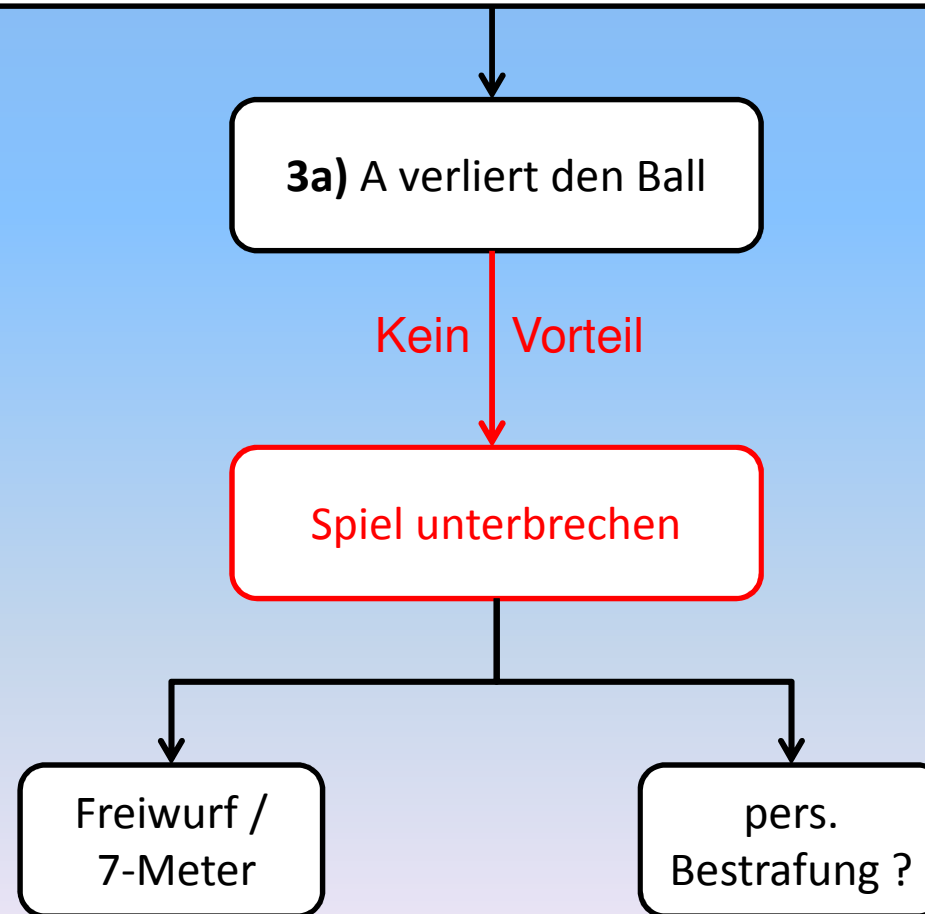 3a) A verliert den Ball
Kein Vorteil
Spiel unterbrechen
Freiwurf /
7-Meter
pers.
Bestrafung ?